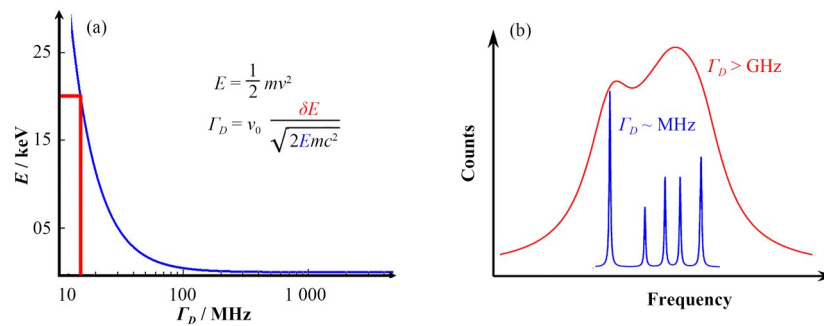 (a)
25
E / keV
15
05
10
100
1 000
Γ_D / MHz
E = 1/2 mv²
Γ_D = ν₀ δE/√2Emc²
(b)
Γ_D > GHz
Γ_D ~ MHz
Counts
Frequency